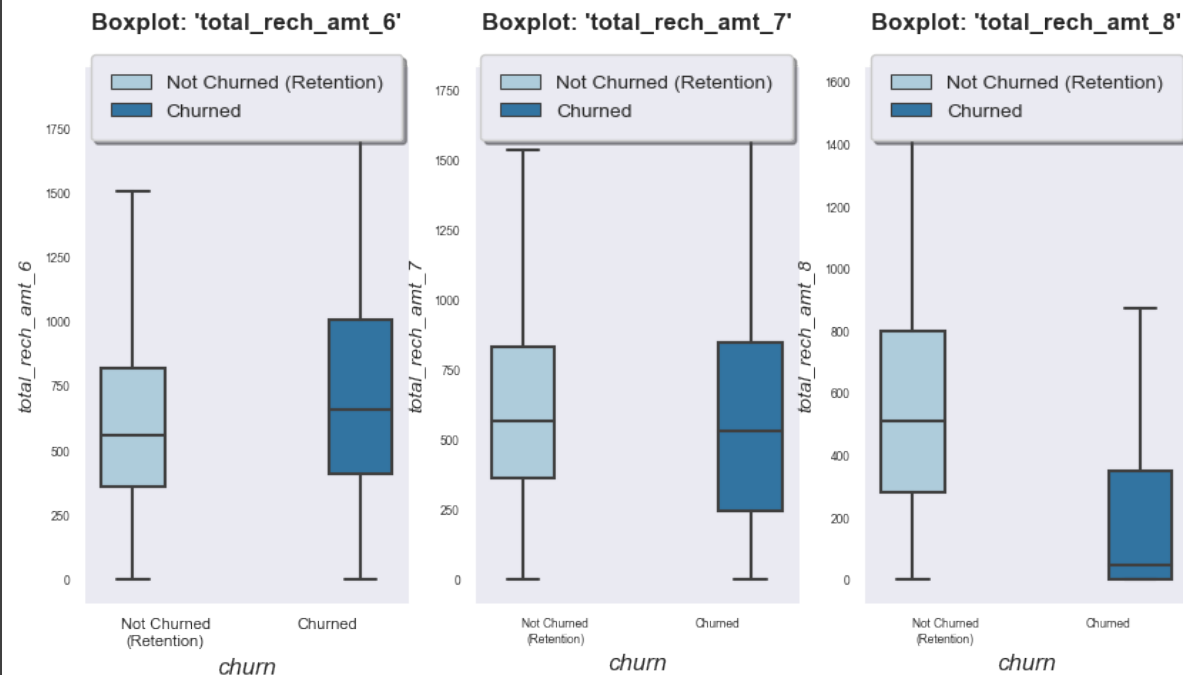 Boxplot: 'total_rech_amt_6'
Not Churned (Retention)
Churned
1750
1500
1250
1000
750
500
250
0
total_rech_amt_6
Not Churned
(Retention)
Churned
churn
Boxplot: 'total_rech_amt_7'
Not Churned (Retention)
Churned
1750
1500
1250
1000
750
500
250
0
total_rech_amt_7
Not Churned
(Retention)
Churned
churn
Boxplot: 'total_rech_amt_8'
Not Churned (Retention)
Churned
1600
1400
1200
1000
800
600
400
200
0
total_rech_amt_8
Not Churned
(Retention)
Churned
churn